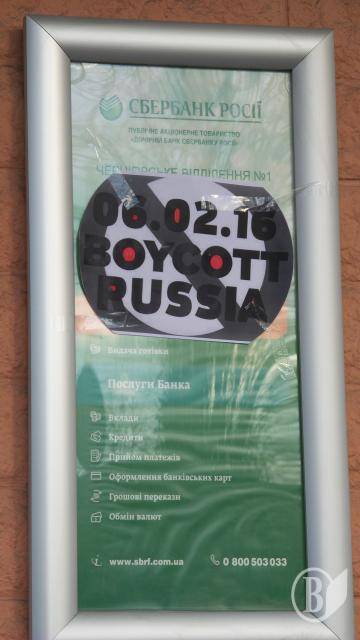 СБЕРБАНК РОСІЇ
ПУБЛІЧНЕ АКЦІОНЕРНЕ ТОВАРИСТВО
«ДОЧІРНІЙ БАНК СБЕРБАНКУ РОСІЇ»
ВІДДІЛЕННЯ №1
06.02.16
BOYCOTT
RUSSIA
Видача готівки
Послуги Банка
Вклади
Кредити
Прийом платежів
Оформлення банківських карт
Грошові перекази
Обмін валют
www.sbrf.com.ua 0 800 503 033
B